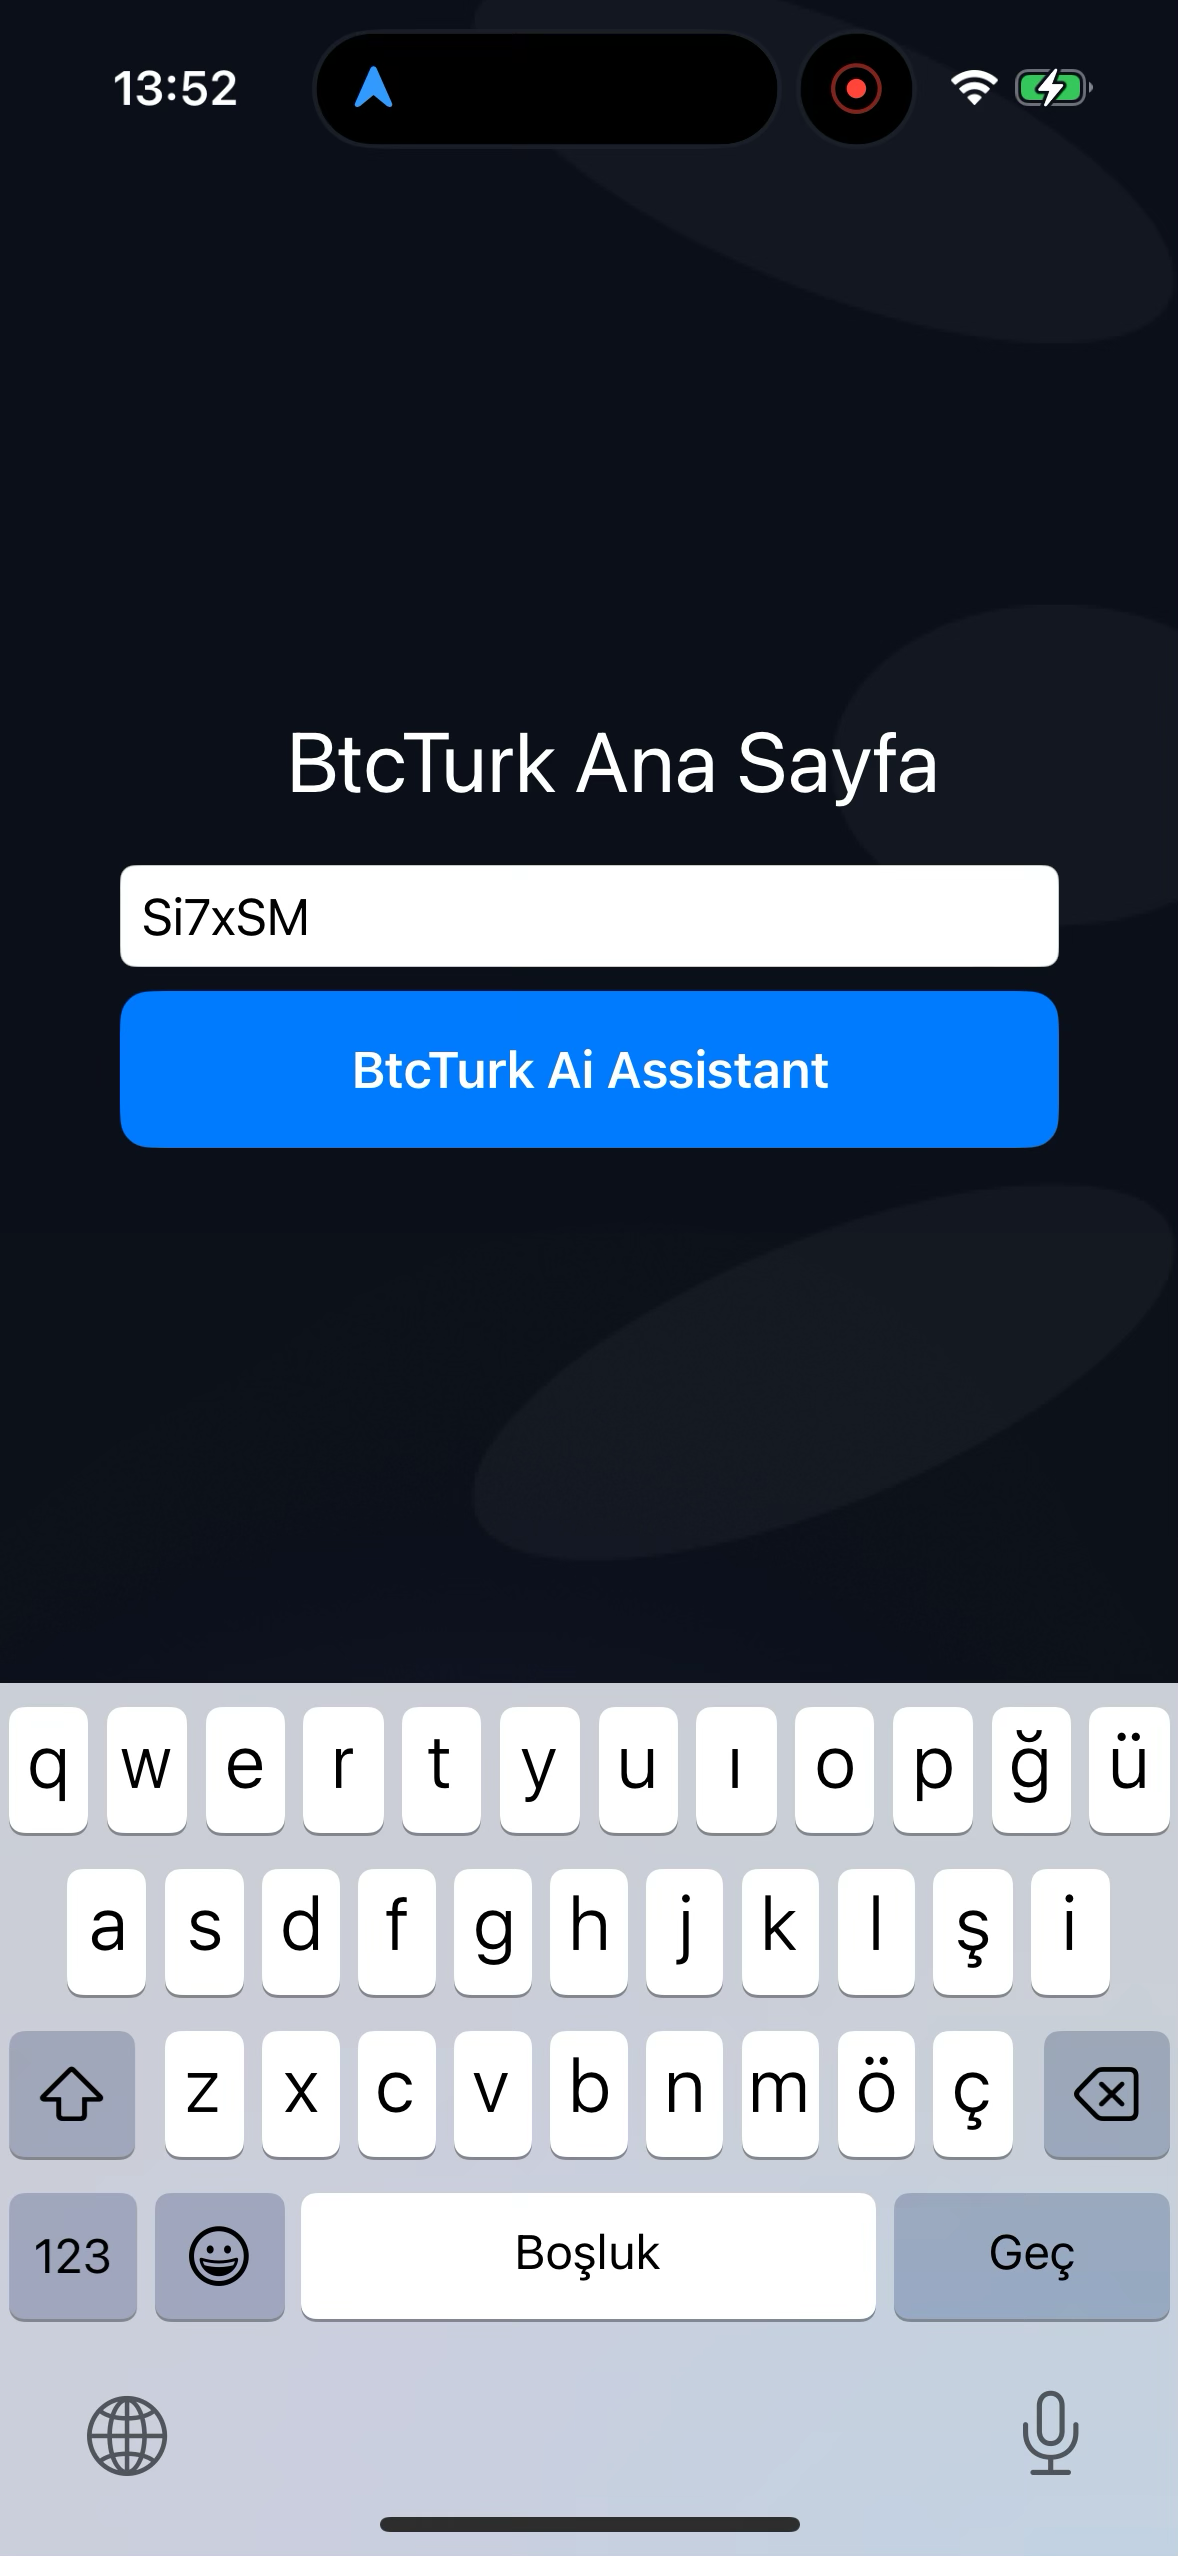 13:52
BtcTurk Ana Sayfa
Si7xSM
BtcTurk Ai Assistant
q w e r t y u ı o p ğ ü
a s d f g h j k l ş i
z x c v b n m ö ç
123 Boşluk Geç